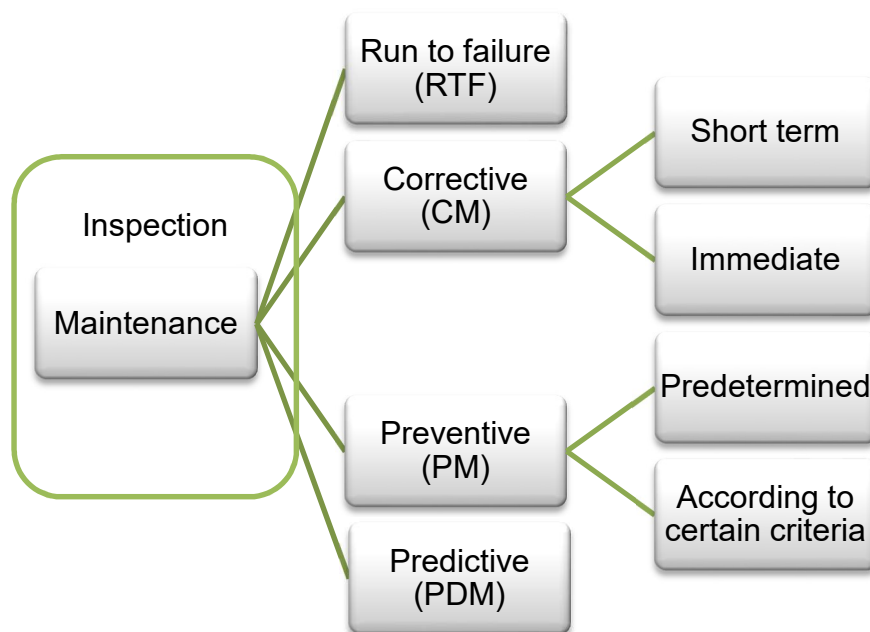 Inspection
Maintenance
Run to failure
(RTF)
Corrective
(CM)
Short term
Immediate
Preventive
(PM)
Predetermined
According to
certain criteria
Predictive
(PDM)